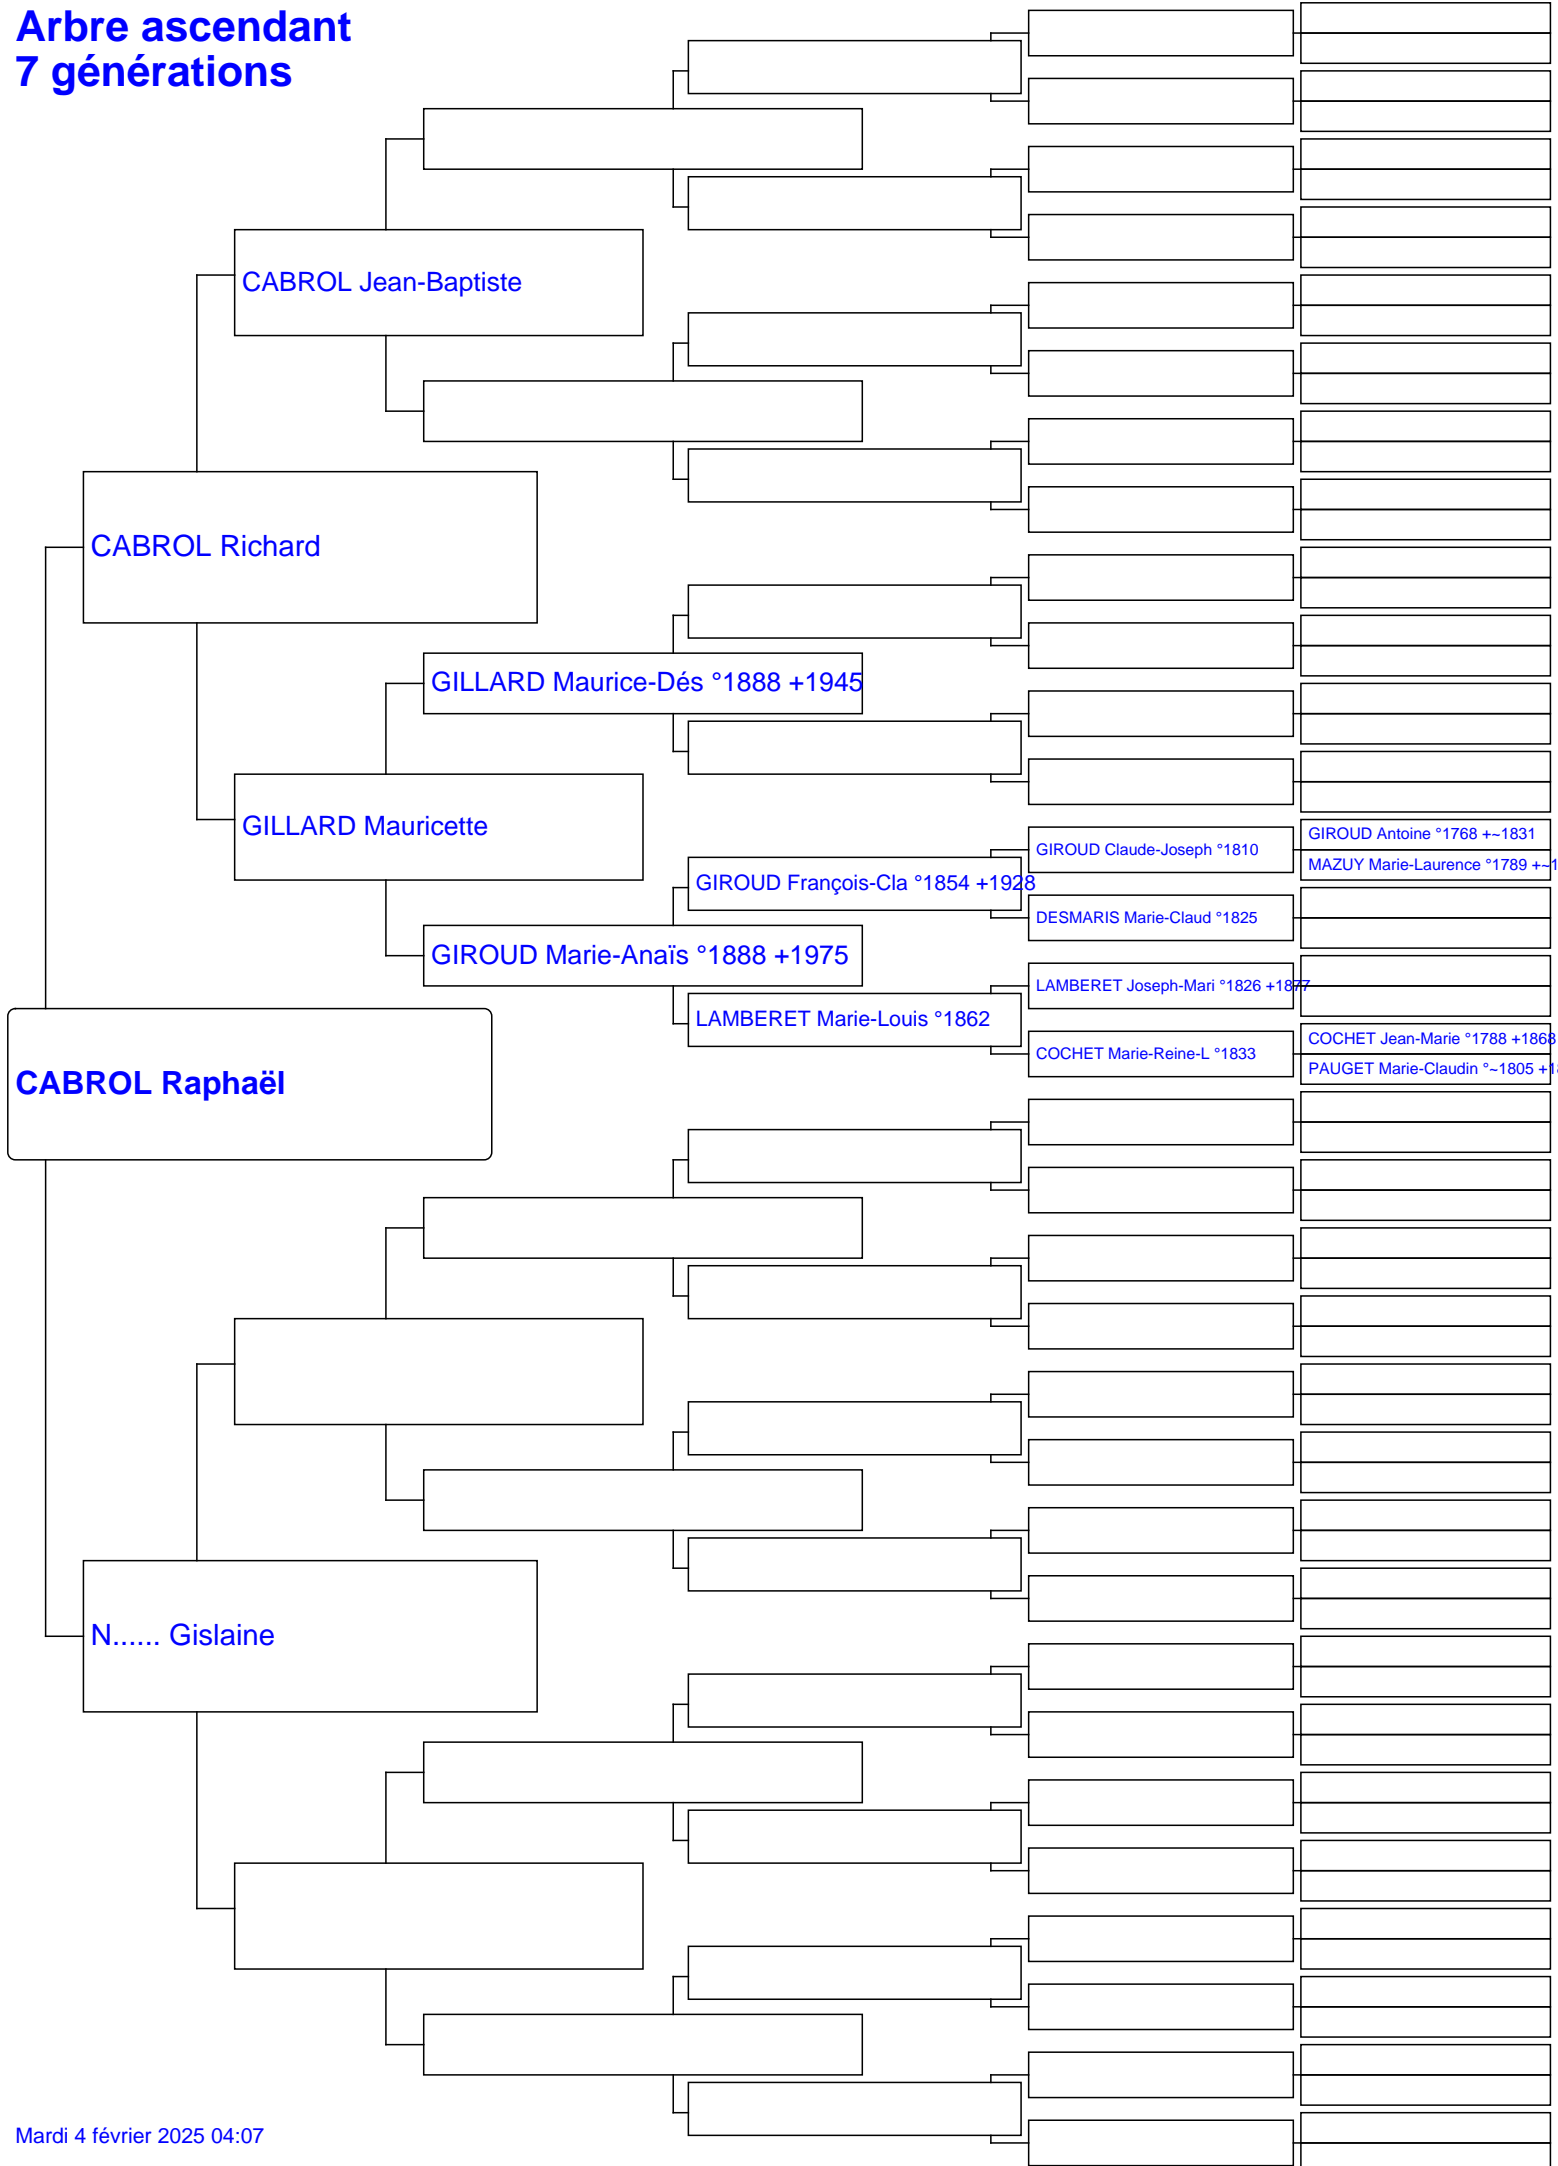 Arbre ascendant
7 générations
CABROL Jean-Baptiste
CABROL Richard
GILLARD Maurice-Dés °1888 +1945
GILLARD Mauricette
GIROUD Antoine °1768 +~1831
GIROUD Claude-Joseph °1810
MAZUY Marie-Laurence °1789 +~1
GIROUD François-Cla °1854 +1928
DESMARIS Marie-Claud °1825
GIROUD Marie-Anaïs °1888 +1975
LAMBERET Joseph-Mari °1826 +1877
LAMBERET Marie-Louis °1862
COCHET Jean-Marie °1788 +1868
COCHET Marie-Reine-L °1833
PAUGET Marie-Claudin °~1805 +18
CABROL Raphaël
N...... Gislaine
Mardi 4 février 2025 04:07